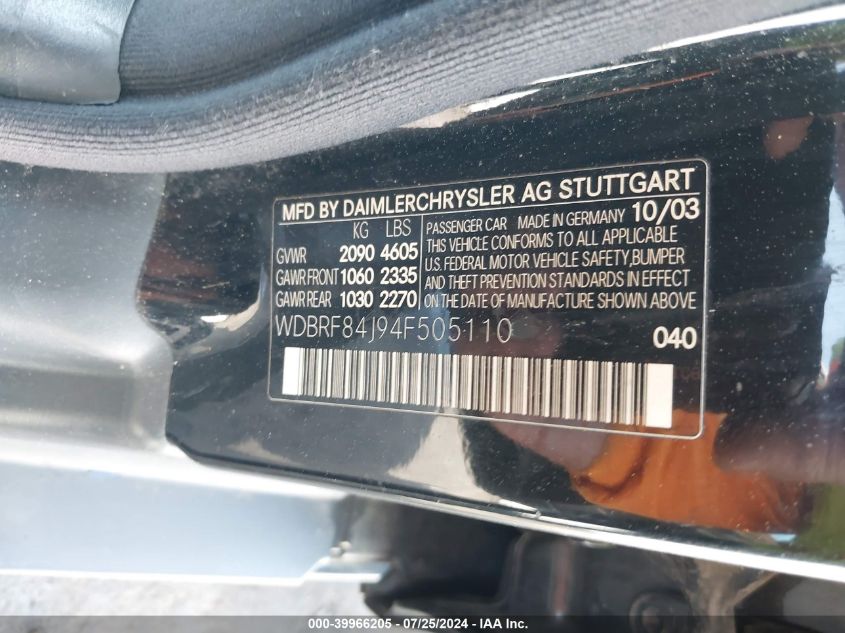 MFD BY DAIMLERCHRYSLER AG STUTTGART
KG LBS
GVWR 2090 4605
GAWR FRONT 1060 2335
GAWR REAR 1030 2270
PASSENGER CAR MADE IN GERMANY 10/03
THIS VEHICLE CONFORMS TO ALL APPLICABLE
U.S. FEDERAL MOTOR VEHICLE SAFETY,BUMPER
AND THEFT PREVENTION STANDARDS IN EFFECT
ON THE DATE OF MANUFACTURE SHOWN ABOVE
WDBRF84J94F505110
040
000-39966205 - 07/25/2024 - IAA Inc.